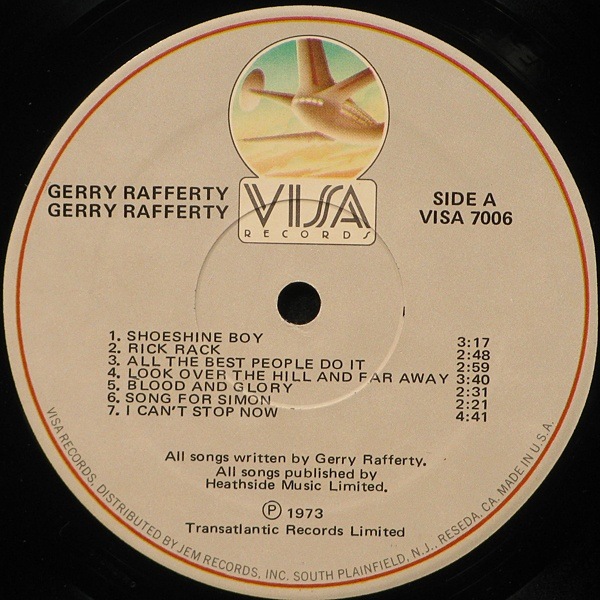 GERRY RAFFERTY
GERRY RAFFERTY
VISA
RECORDS
SIDE A
VISA 7006
1. SHOESHINE BOY 3:17
2. RICK RACK 2:48
3. ALL THE BEST PEOPLE DO IT 2:59
4. LOOK OVER THE HILL AND FAR AWAY 3:40
5. BLOOD AND GLORY 2:31
6. SONG FOR SIMON 2:21
7. I CAN'T STOP NOW 4:41
All songs written by Gerry Rafferty.
All songs published by
Heathside Music Limited.
℗ 1973
Transatlantic Records Limited
VISA RECORDS, DISTRIBUTED BY JEM RECORDS, INC. SOUTH PLAINFIELD, N.J., RESEDA, CA. MADE IN U.S.A.